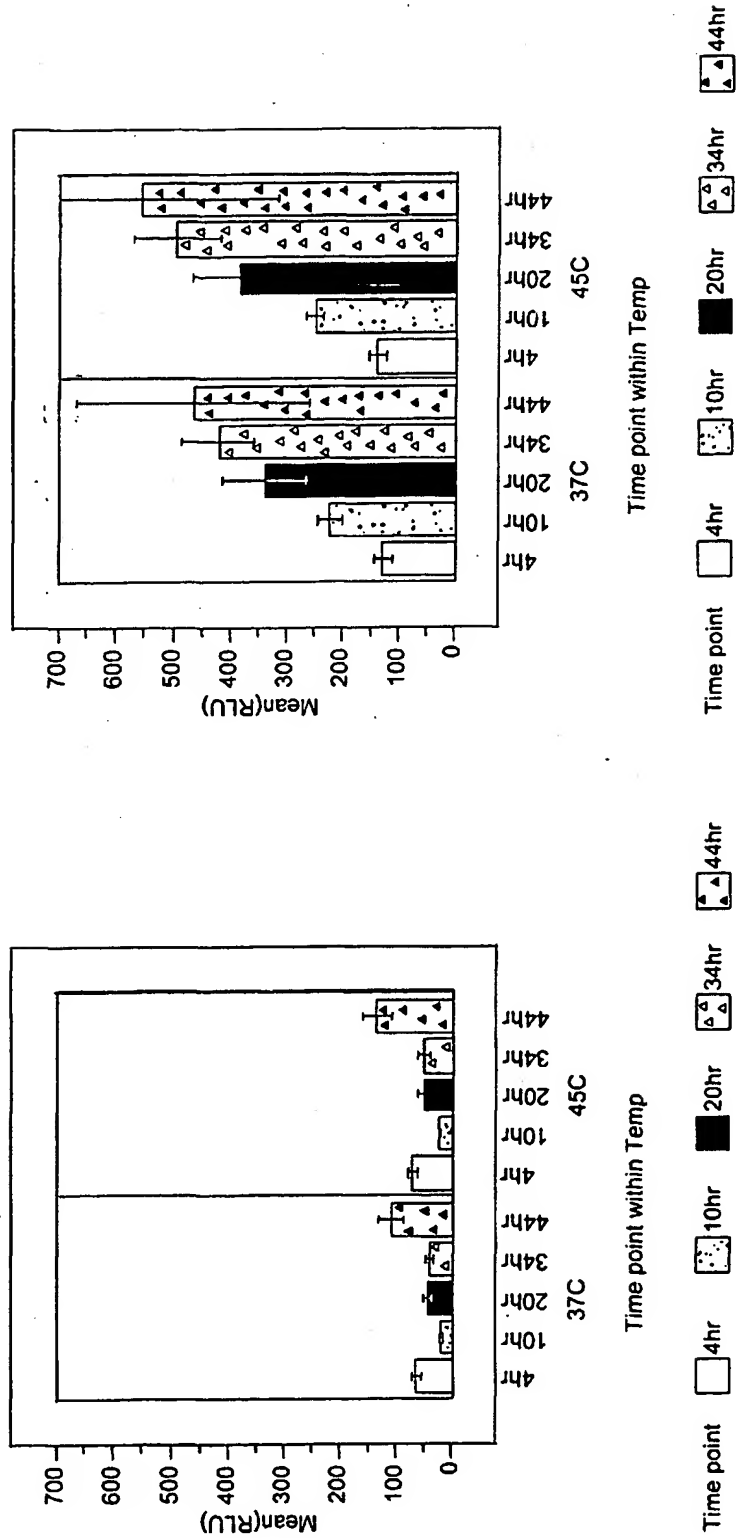 Mean(RLU)
700
600
500
400
300
200
100
0
4hr 10hr 20hr 34hr 44hr 4hr 10hr 20hr 34hr 44hr
37C 45C
Time point within Temp
Time point 4hr 10hr 20hr 34hr 44hr
Mean(RLU)
700
600
500
400
300
200
100
0
4hr 10hr 20hr 34hr 44hr 4hr 10hr 20hr 34hr 44hr
37C 45C
Time point within Temp
Time point 4hr 10hr 20hr 34hr 44hr